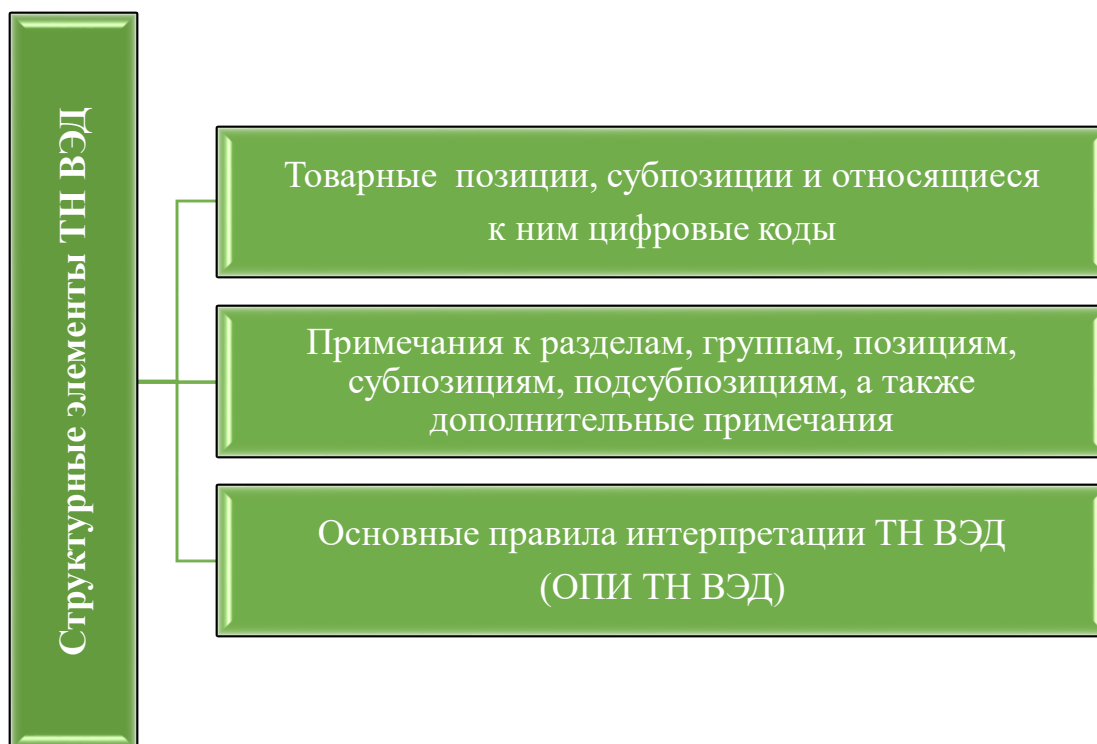 Структурные элементы ТН ВЭД
Товарные позиции, субпозиции и относящиеся
к ним цифровые коды
Примечания к разделам, группам, позициям,
субпозициям, подсубпозициям, а также
дополнительные примечания
Основные правила интерпретации ТН ВЭД
(ОПИ ТН ВЭД)